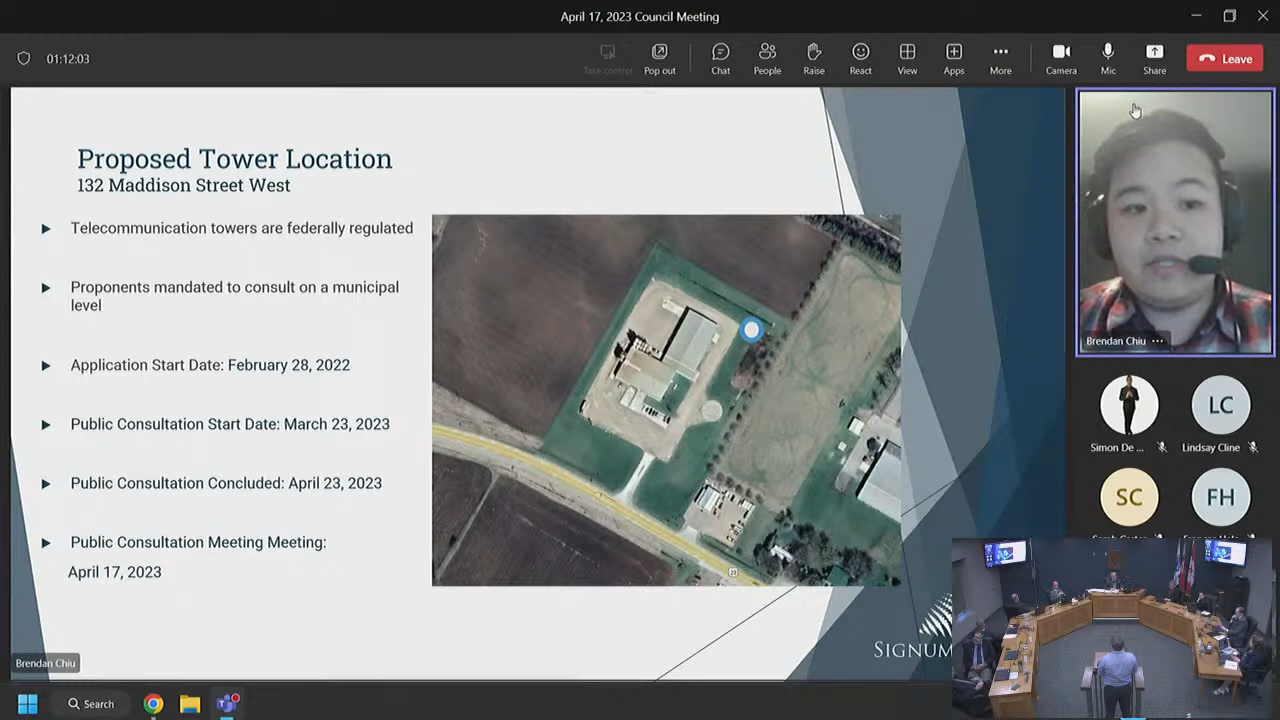 April 17, 2023 Council Meeting
01:12:03
Take control
Pop out
Chat
People
Raise
React
View
Apps
More
Camera
Mic
Share
Leave
Proposed Tower Location
132 Maddison Street West
Telecommunication towers are federally regulated
Proponents mandated to consult on a municipal
level
Application Start Date: February 28, 2022
Public Consultation Start Date: March 23, 2023
Public Consultation Concluded: April 23, 2023
Public Consultation Meeting Meeting:
April 17, 2023
23
SIGNUM
Brendan Chiu
Brendan Chiu ...
Simon De ...
LC
Lindsay Cline
SC
FH
Search